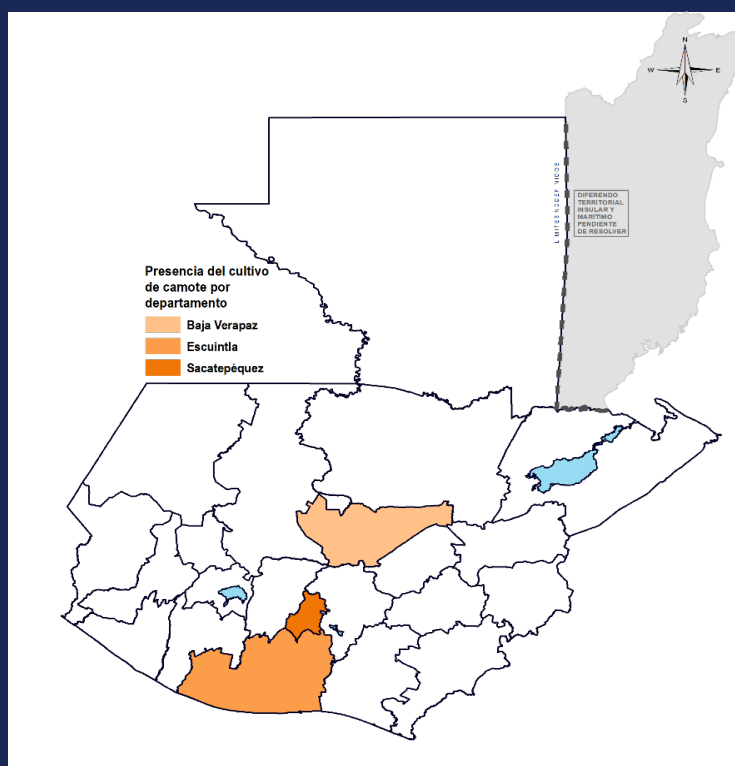 N
W E
S
DIFERENDO
TERRITORIAL
INSULAR Y
MARÍTIMO
PENDIENTE
DE RESOLVER
Presencia del cultivo
de camote por
departamento
Baja Verapaz
Escuintla
Sacatepéquez